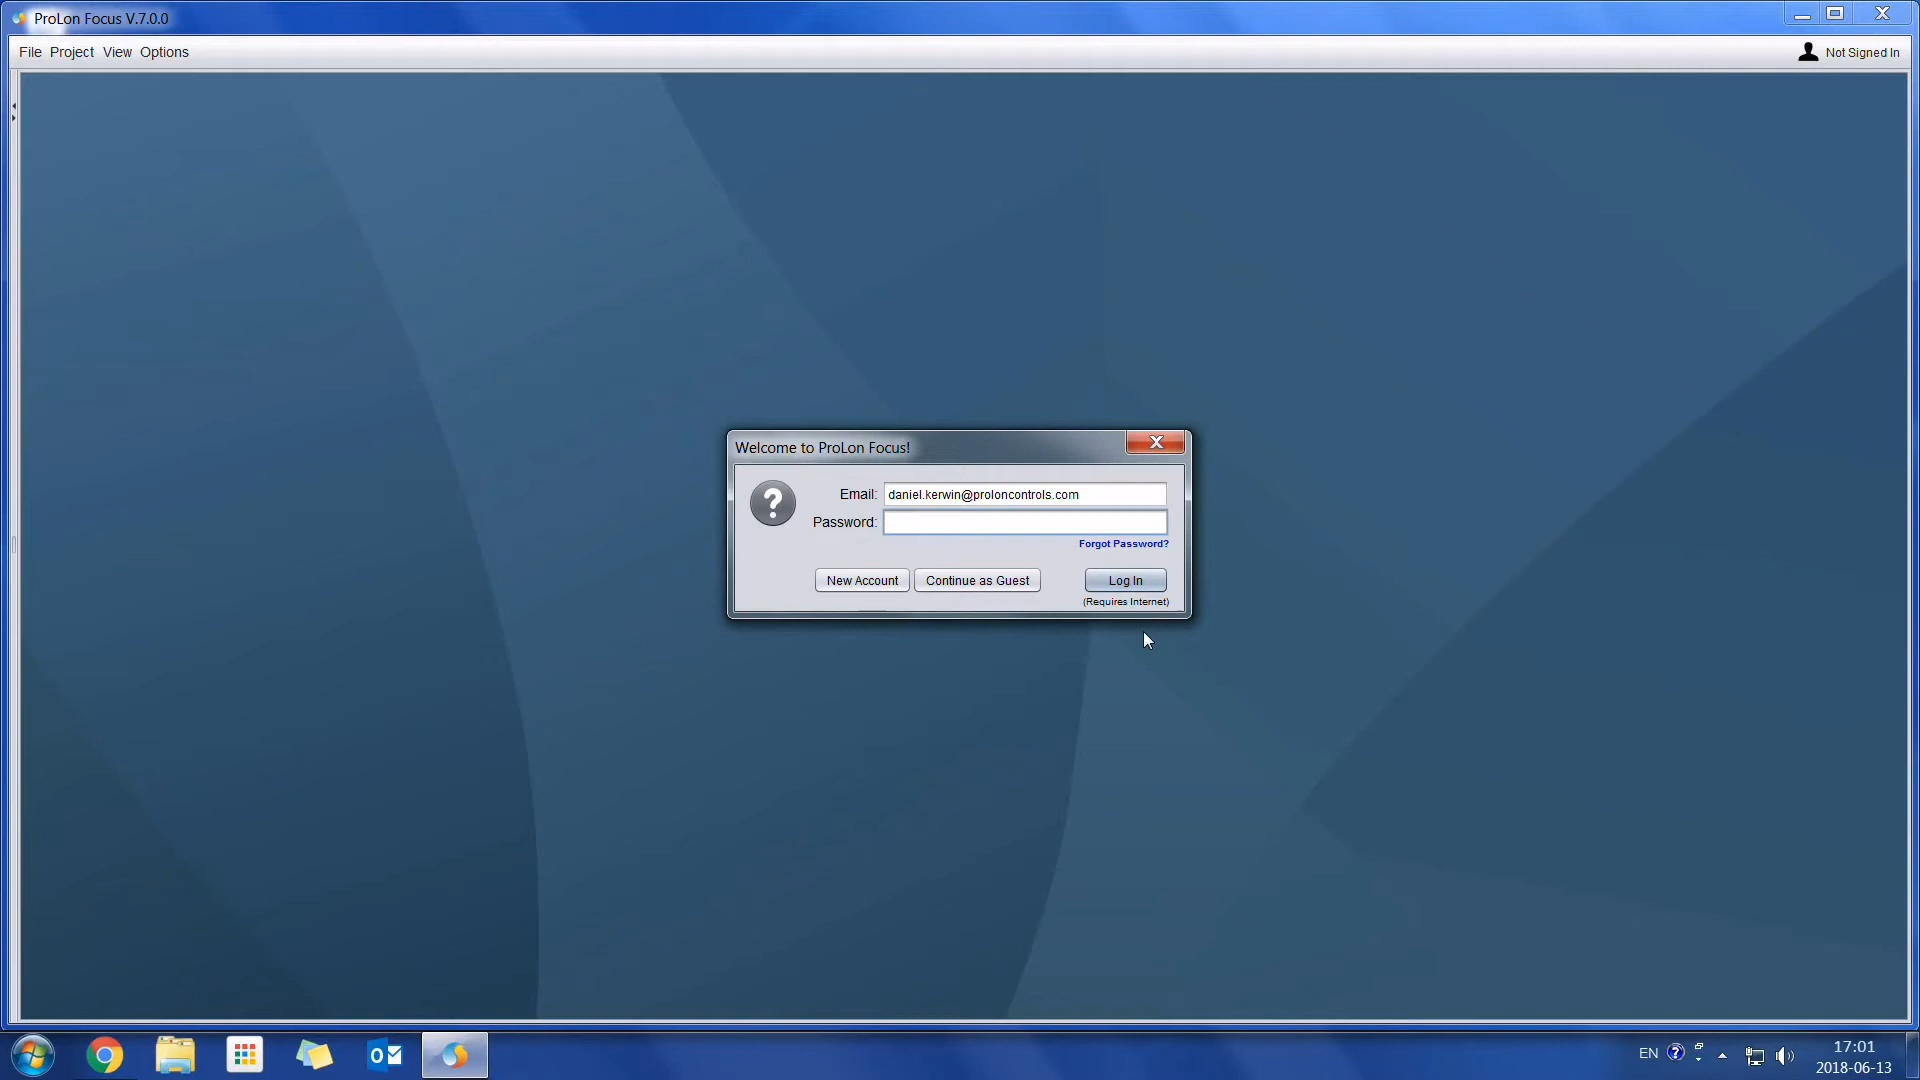 ProLon Focus V.7.0.0
File Project View Options
Not Signed In
Welcome to ProLon Focus!
Email: daniel.kerwin@proloncontrols.com
Password:
Forgot Password?
New Account Continue as Guest Log In
(Requires Internet)
EN
17:01
2018-06-13